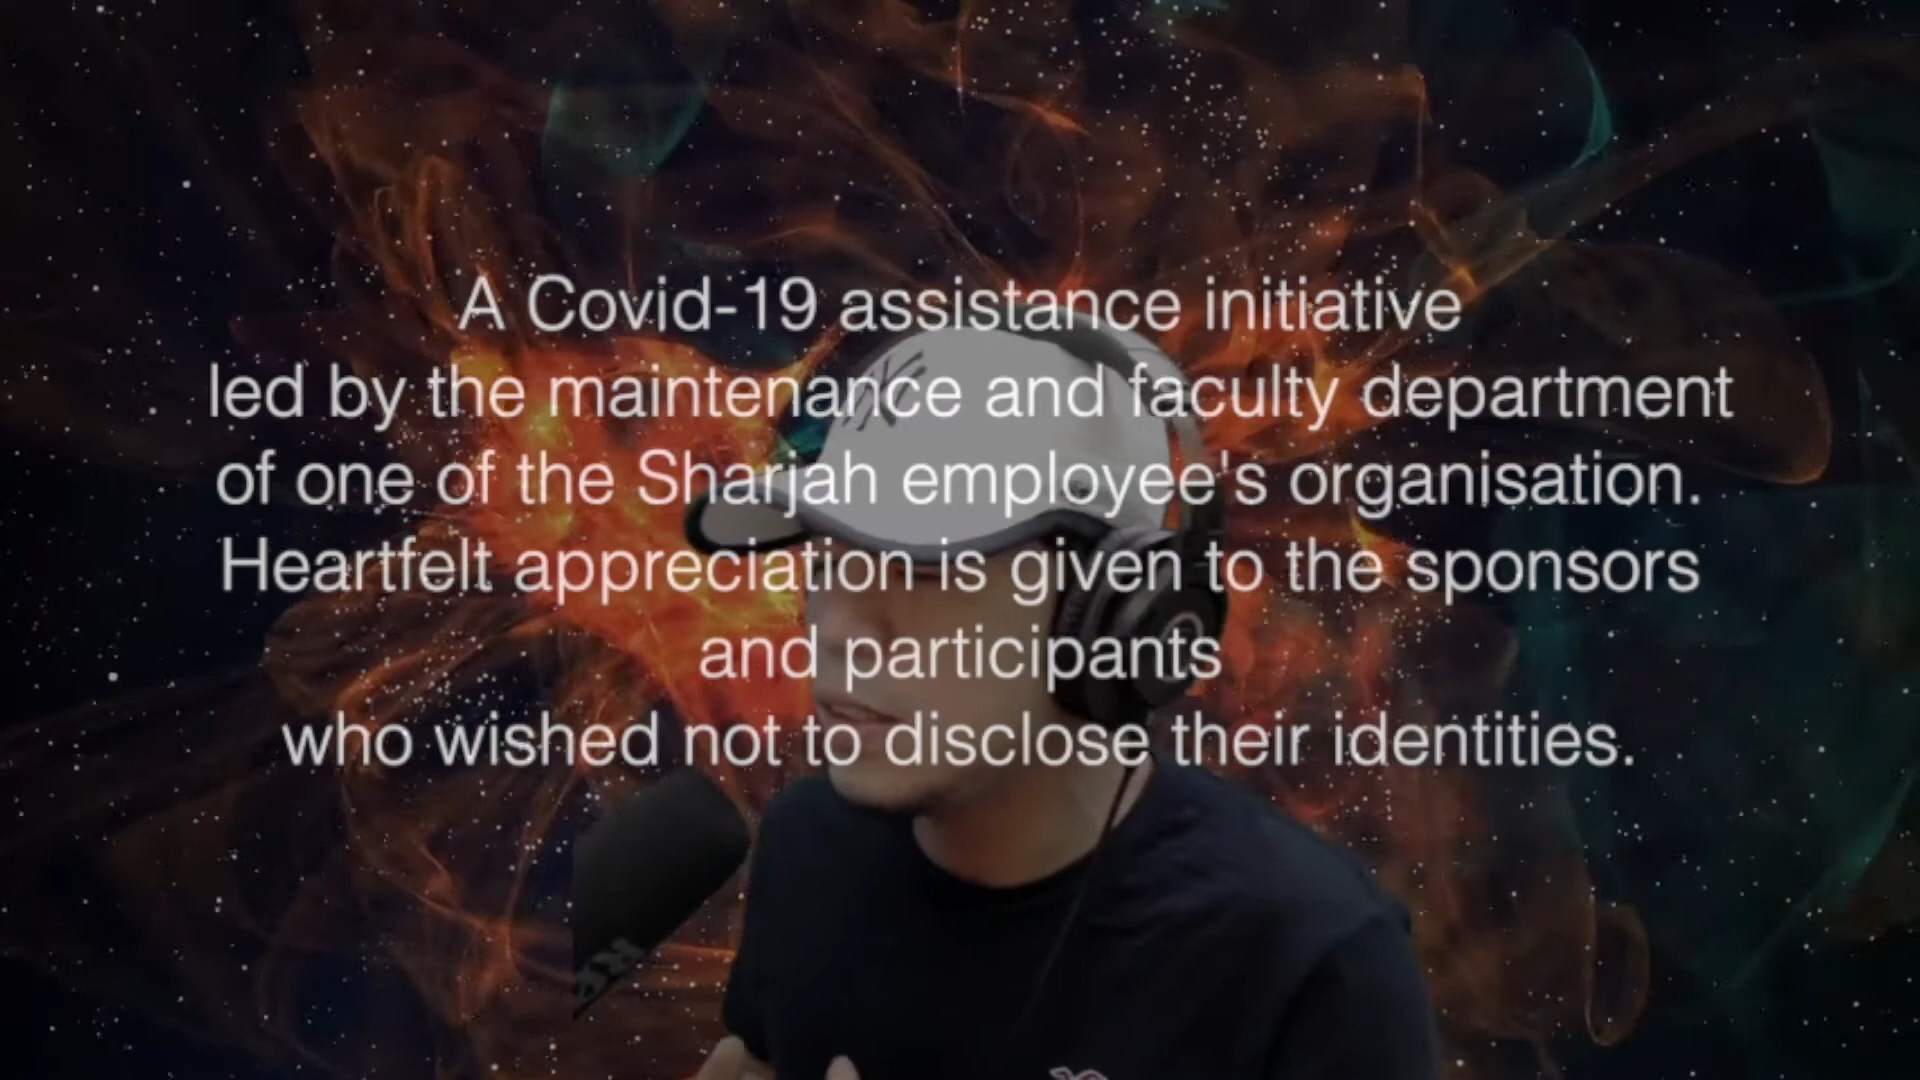 A Covid-19 assistance initiative
led by the maintenance and faculty department
of one of the Sharjah employee's organisation.
Heartfelt appreciation is given to the sponsors
and participants
who wished not to disclose their identities.